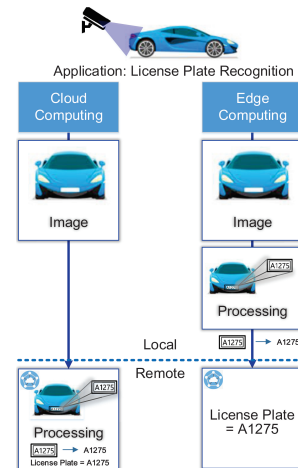 Application: License Plate Recognition
Cloud
Computing
Edge
Computing
Image
Image
A1275
Processing
A1275 A1275
Local
Remote
A1275
Processing
A1275 A1275
License Plate = A1275
License Plate
= A1275